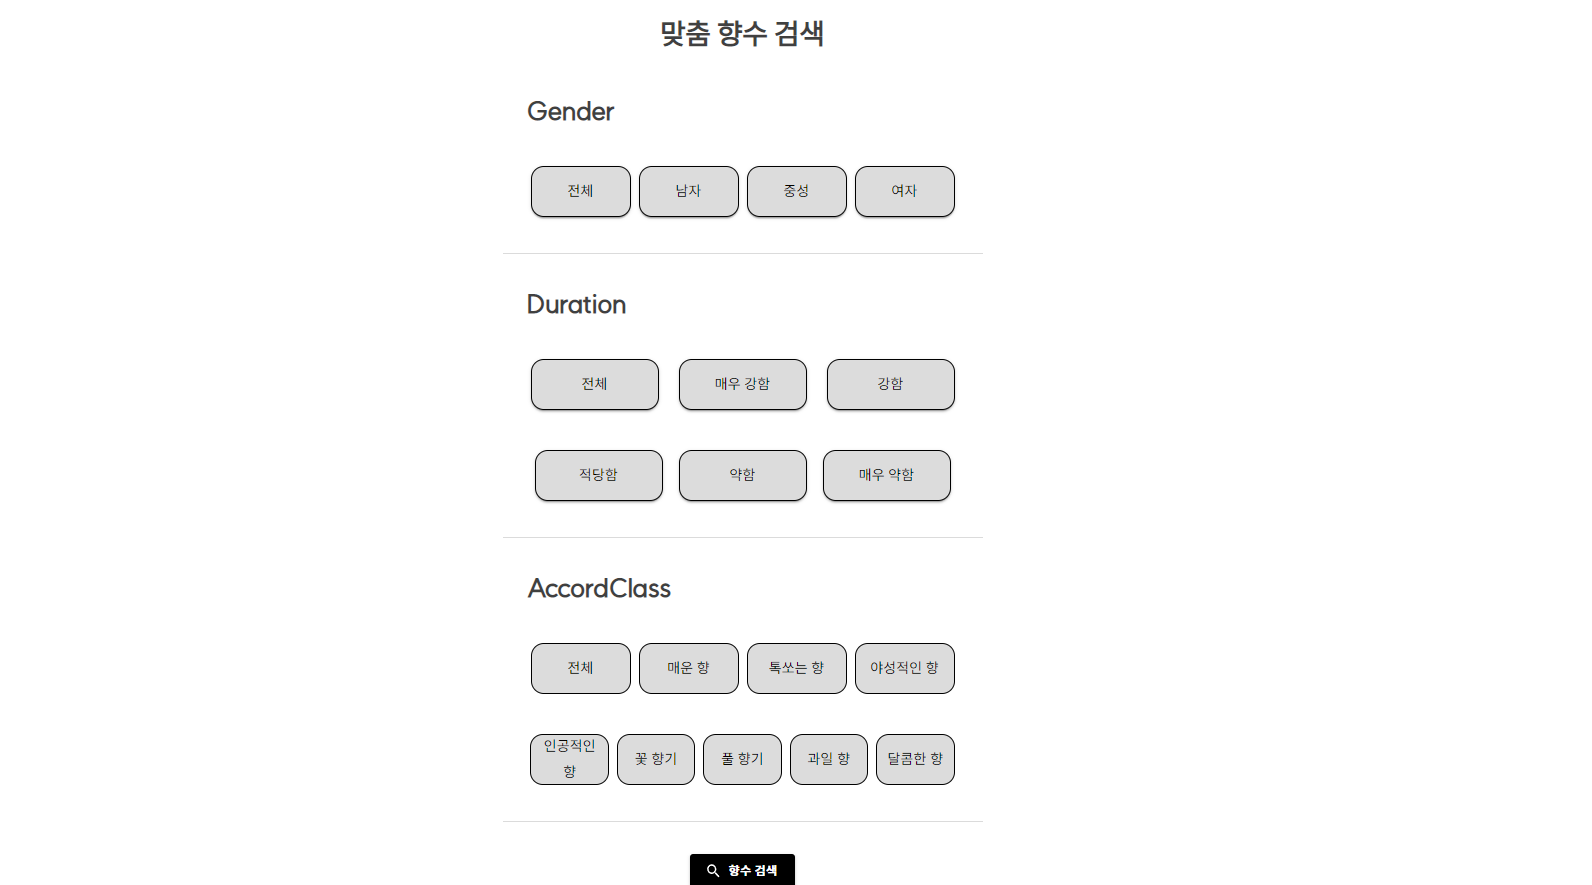 맞춤 향수 검색
Gender
전체 남자 중성 여자
Duration
전체 매우 강함 강함
적당함 약함 매우 약함
AccordClass
전체 매운 향 톡쏘는 향 야성적인 향
인공적인
향 꽃 향기 풀 향기 과일 향 달콤한 향
향수 검색